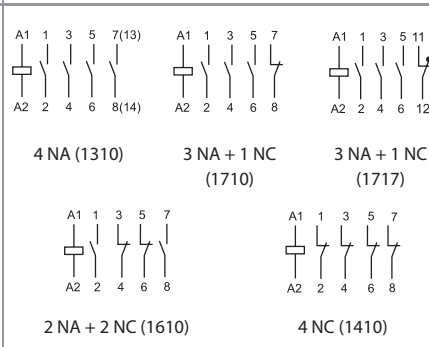 A1 1 3 5 7(13)
A2 2 4 6 8(14)
4 NA (1310)
A1 1 3 5 7
A2 2 4 6 8
3 NA + 1 NC
(1710)
A1 1 3 5 11
A2 2 4 6 12
3 NA + 1 NC
(1717)
A1 1 3 5 7
A2 2 4 6 8
2 NA + 2 NC (1610)
A1 1 3 5 7
A2 2 4 6 8
4 NC (1410)